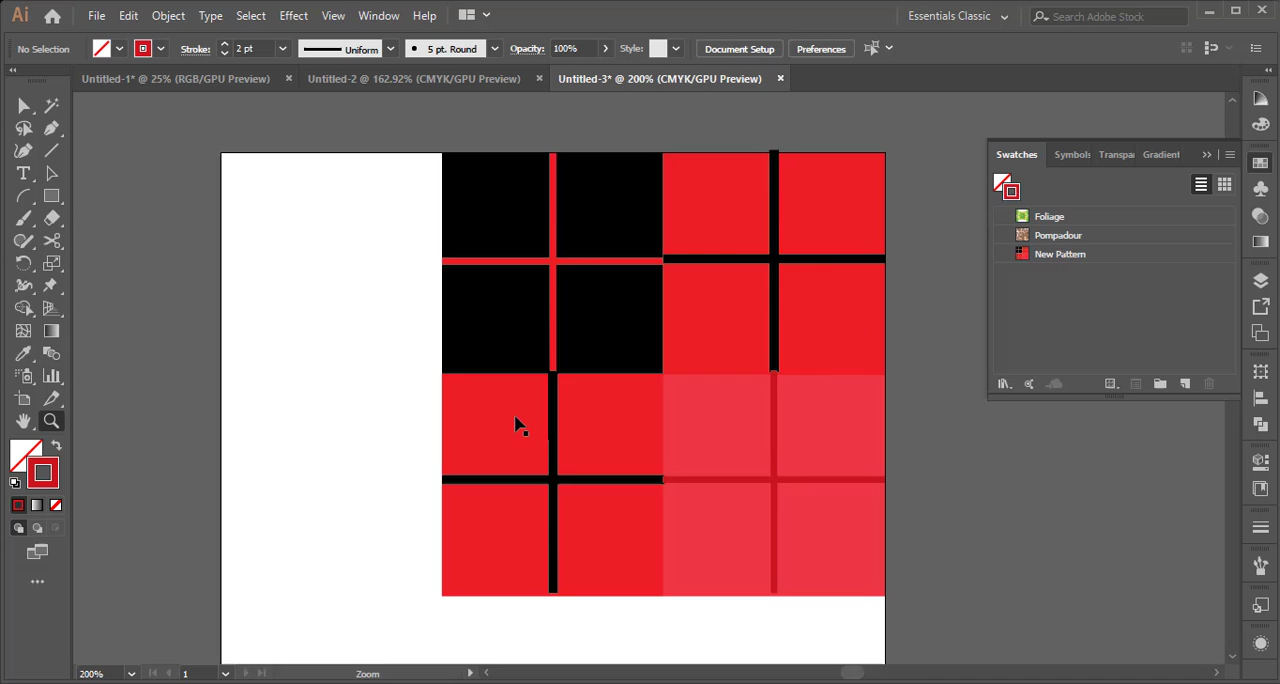 Ai File Edit Object Type Select Effect View Window Help Essentials Classic Search Adobe Stock
No Selection Stroke: 2 pt Uniform 5 pt. Round Opacity: 100% Style: Document Setup Preferences
Untitled-1* @ 25% (RGB/GPU Preview) Untitled-2 @ 162.92% (CMYK/GPU Preview) Untitled-3* @ 200% (CMYK/GPU Preview)
Swatches Symbols Transpar Gradient
Foliage
Pompadour
New Pattern
200% 1 Zoom